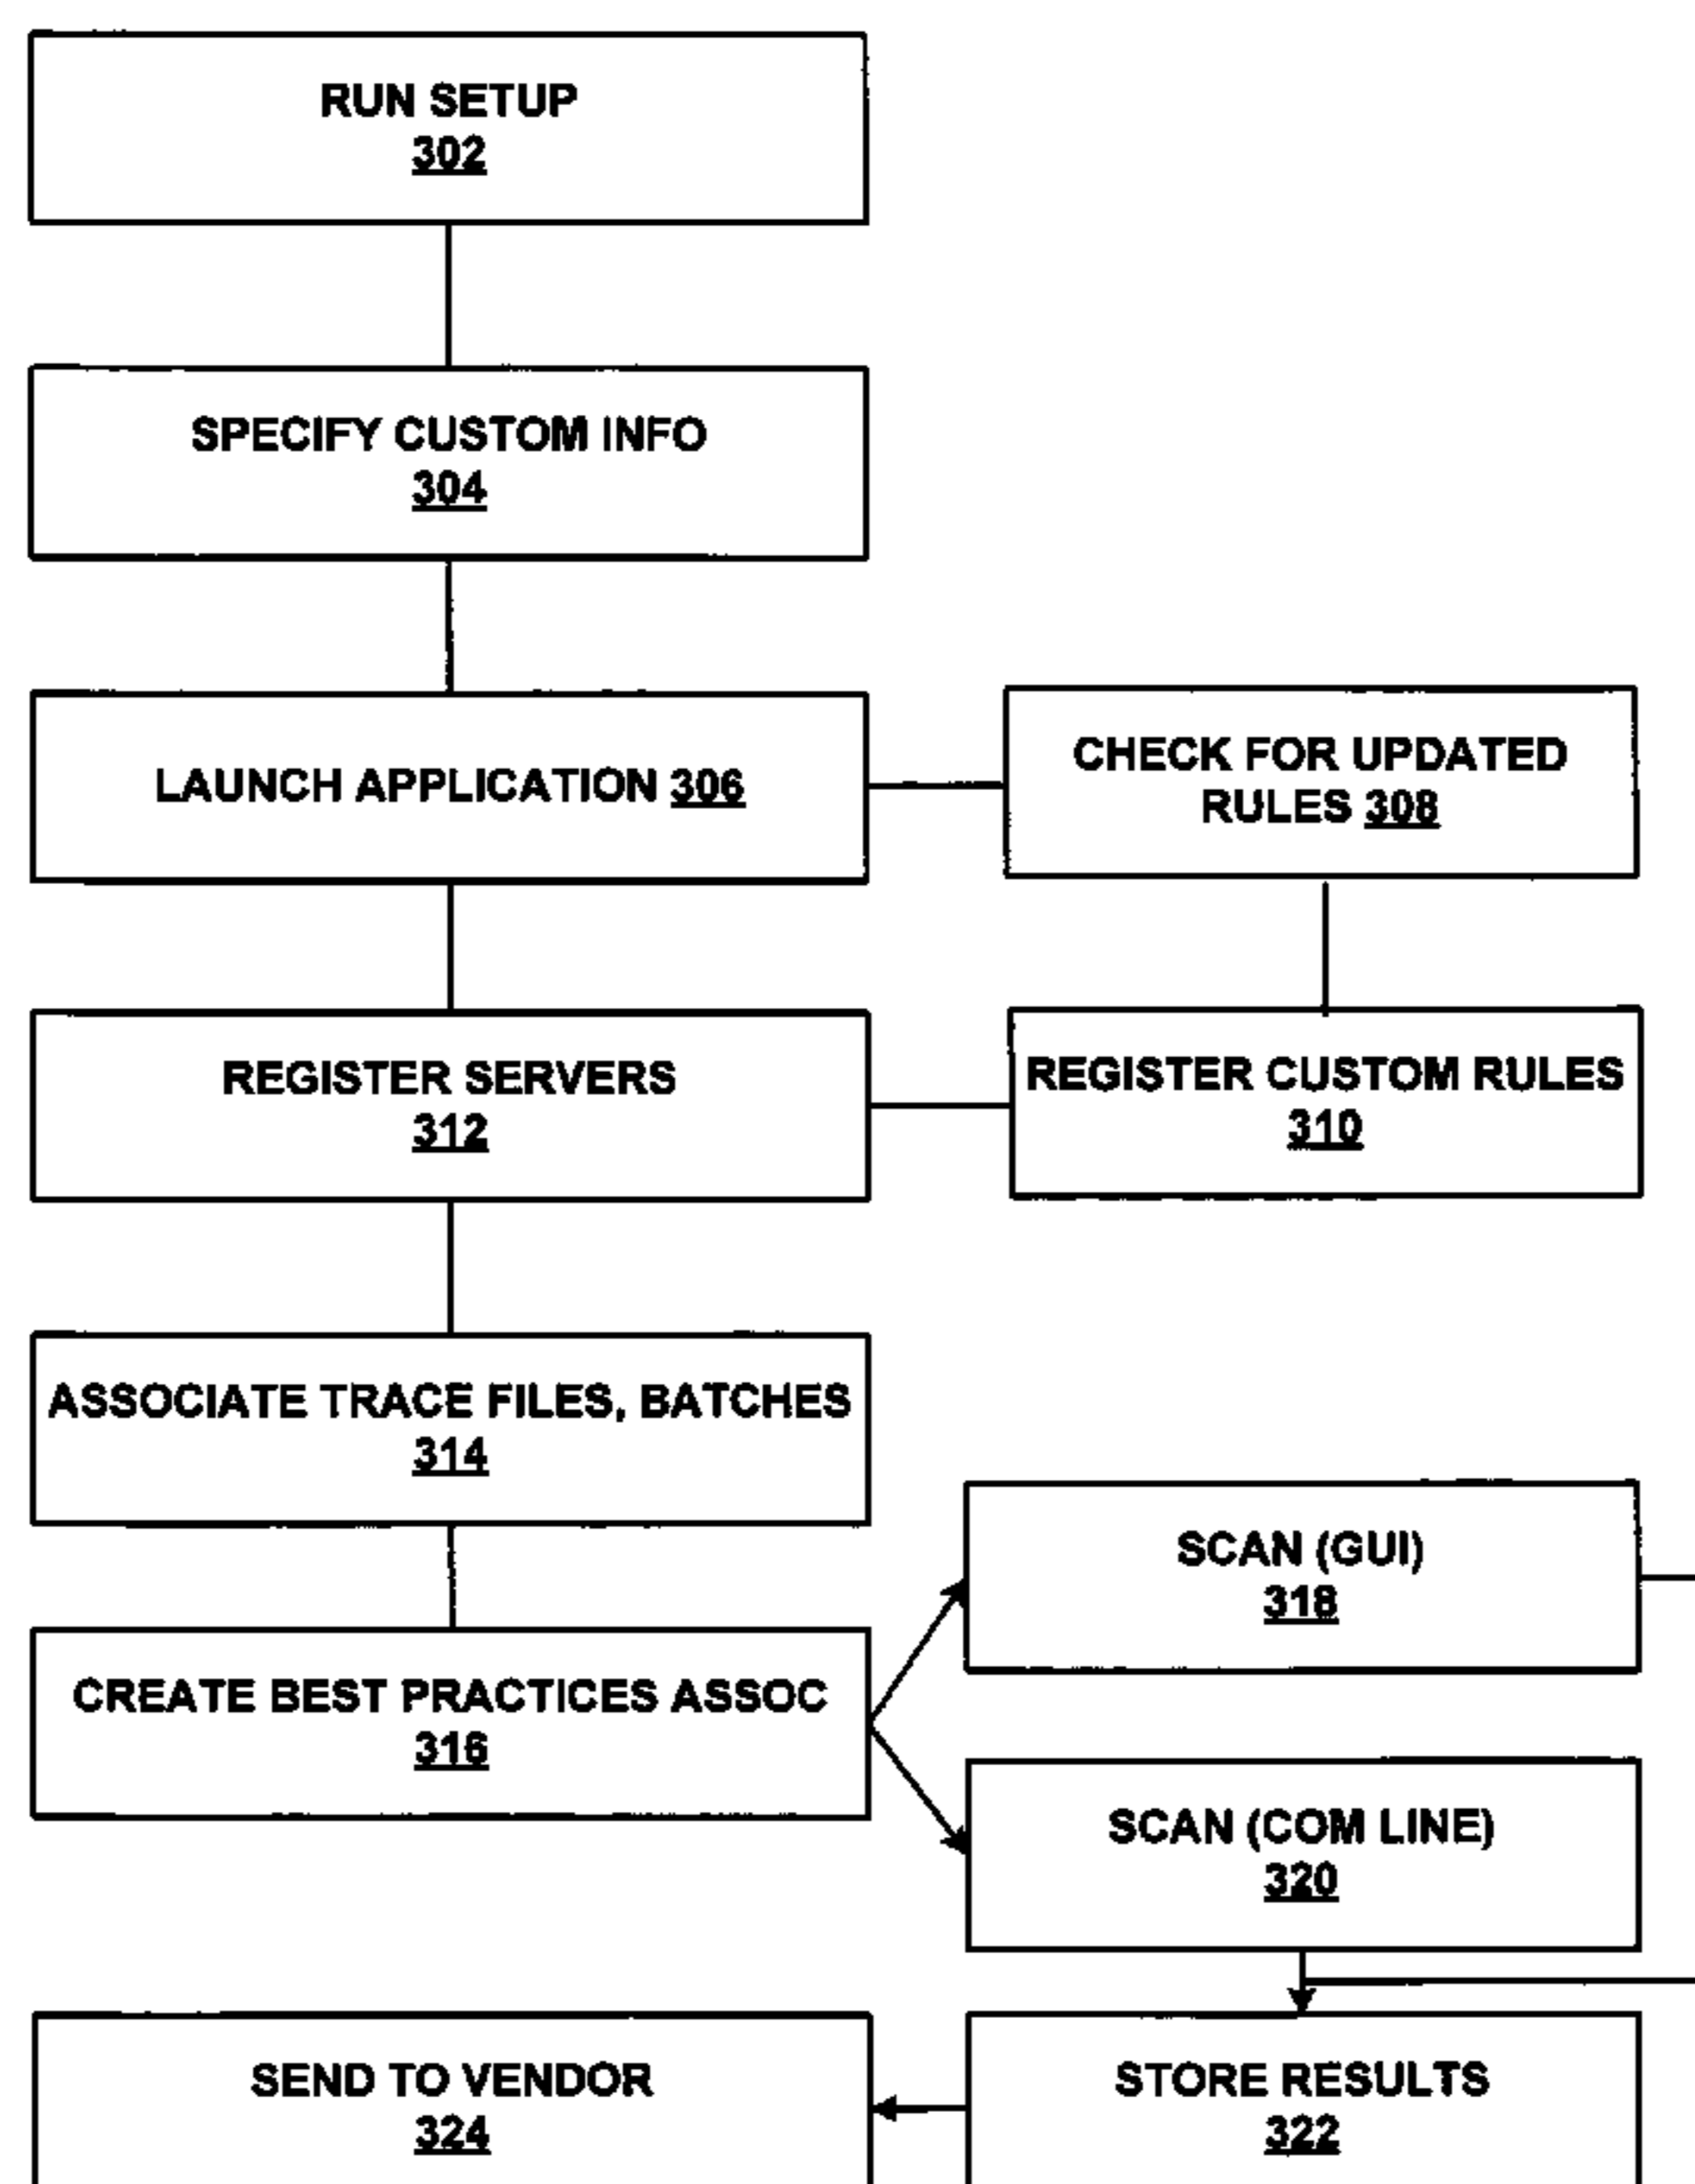 RUN SETUP
302
SPECIFY CUSTOM INFO
304
LAUNCH APPLICATION 306
CHECK FOR UPDATED
RULES 308
REGISTER SERVERS
312
REGISTER CUSTOM RULES
310
ASSOCIATE TRACE FILES, BATCHES
314
CREATE BEST PRACTICES ASSOC
316
SCAN (GUI)
318
SCAN (COM LINE)
320
SEND TO VENDOR
324
STORE RESULTS
322